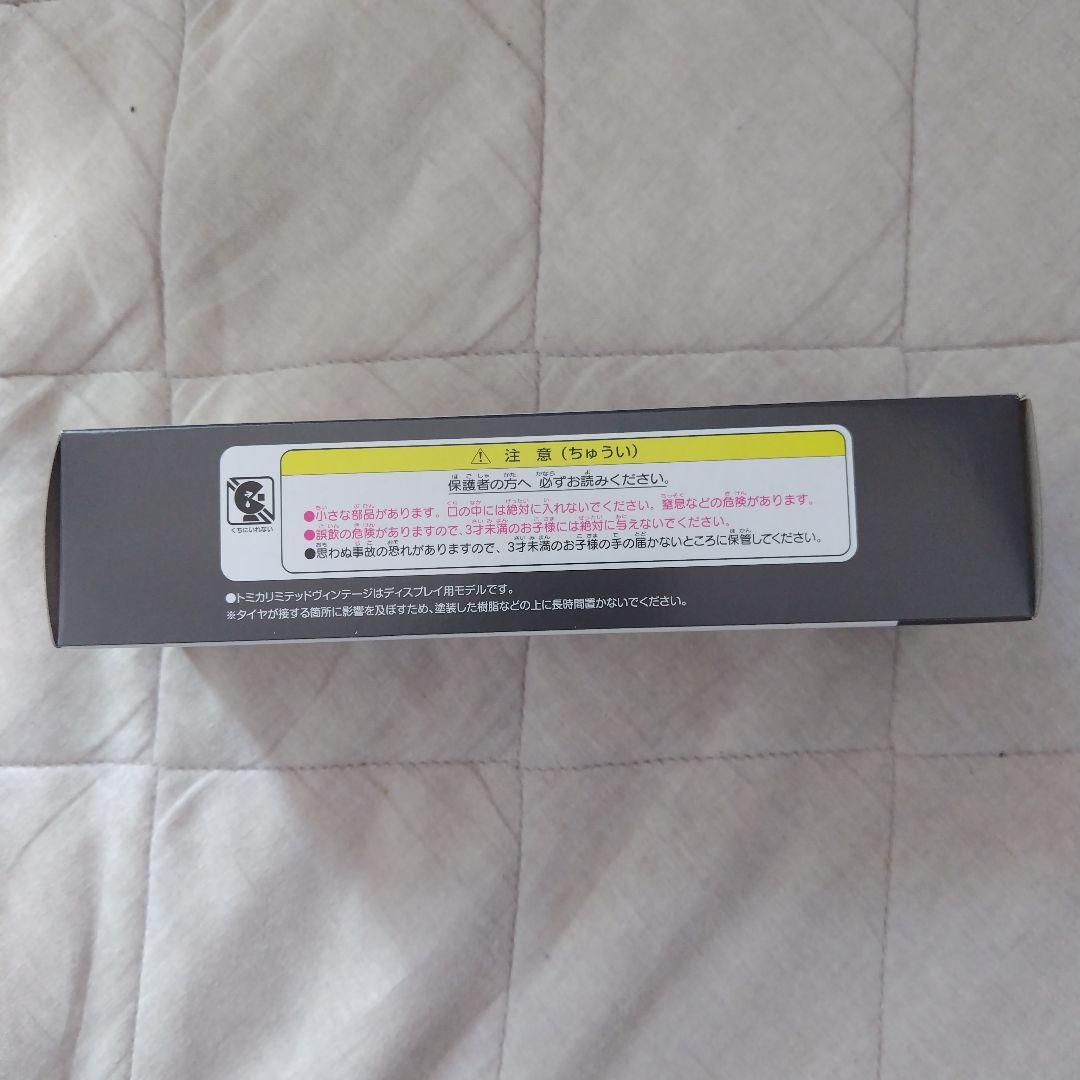 ⚠ 注 意 (ちゅうい)
保護者の方へ 必ずお読みください。
●小さな部品があります。口の中には絶対に入れないでください。窒息などの危険があります。
●誤飲の危険がありますので、3才未満のお子様には絶対に与えないでください。
●思わぬ事故の恐れがありますので、3才未満のお子様の手の届かないところに保管してください。
くちにいれない
●トミカリミテッドヴィンテージはディスプレイ用モデルです。
※タイヤが接する箇所に影響を及ぼすため、塗装した樹脂などの上に長時間置かないでください。